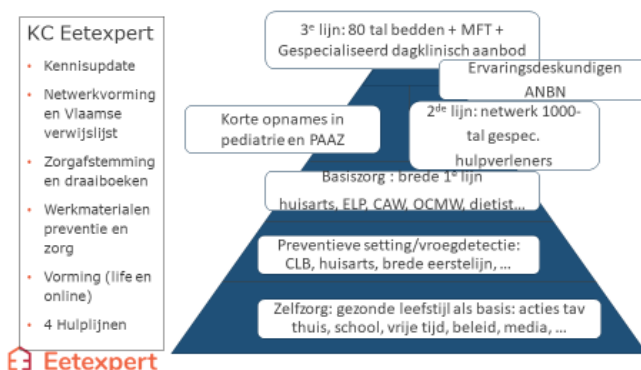 KC Eetexpert
• Kennisupdate
• Netwerkvorming
en Vlaamse
verwijslijst
• Zorgafstemming
en draaiboeken
• Werkmaterialen
preventie en
zorg
• Vorming (life en
online)
• 4 Hulplijnen
Eetexpert
3e lijn: 80 tal bedden + MFT +
Gespecialiseerd dagklinisch aanbod
Ervaringsdeskundigen
ANBN
Korte opnames in
pediatrie en PAAZ
2de lijn: netwerk 1000-
tal gespec.
hulpverleners
Basiszorg : brede 1e lijn
huisarts, ELP, CAW, OCMW, dietist...
Preventieve setting/vroegdetectie:
CLB, huisarts, brede eerstelijn, ...
Zelfzorg: gezonde leefstijl als basis: acties tav
thuis, school, vrije tijd, beleid, media, ...